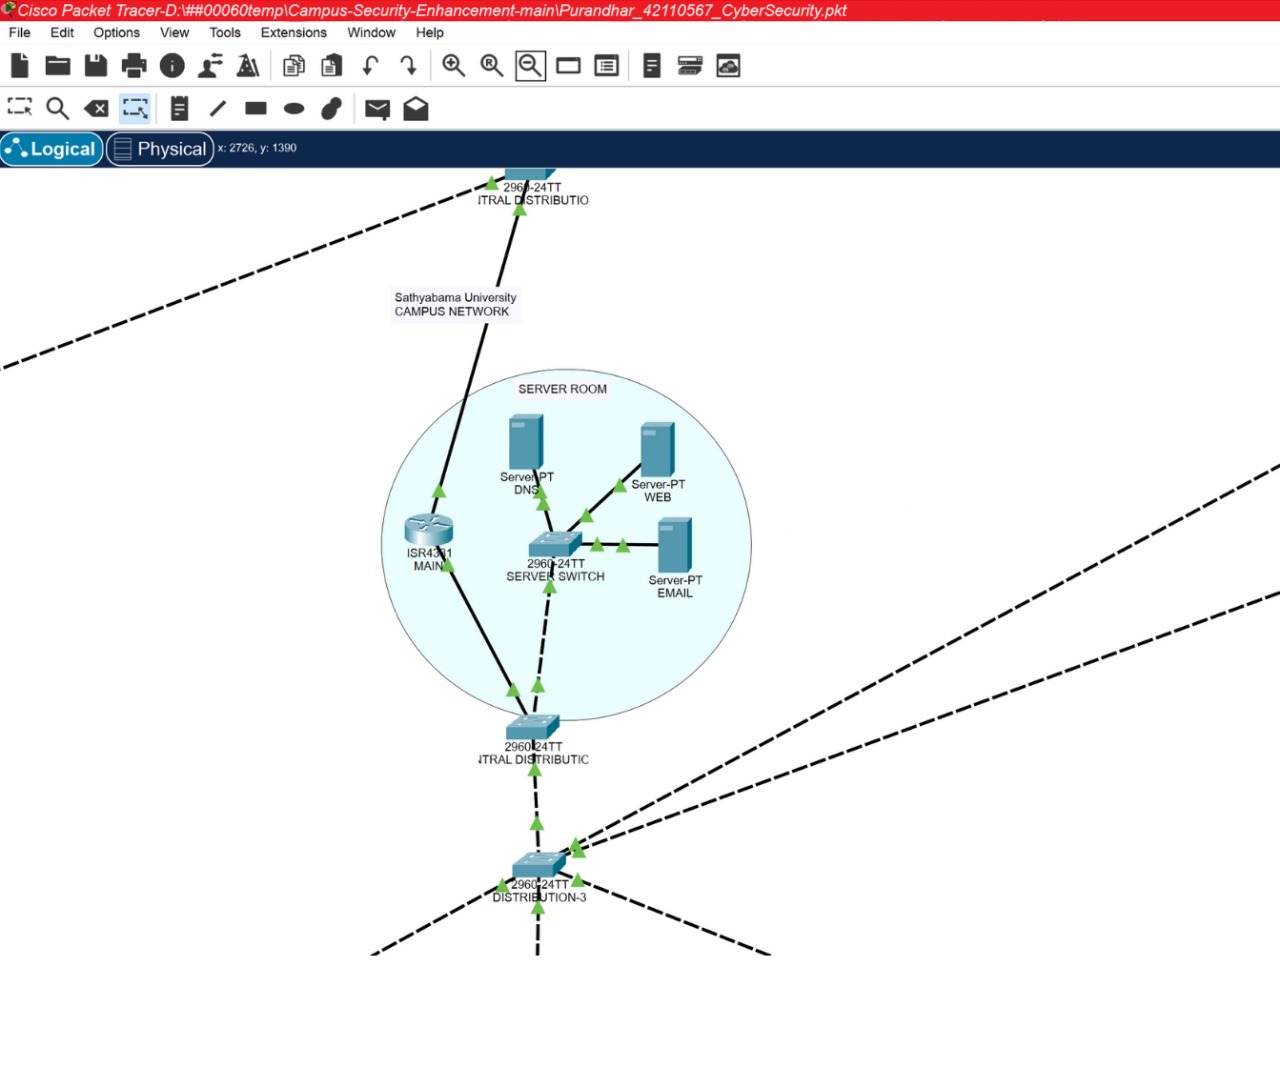 Cisco Packet Tracer-D:\##00060temp\Campus-Security-Enhancement-main\Purandhar_42110567_CyberSecurity.pkt
File Edit Options View Tools Extensions Window Help
Logical Physical x: 2726, y: 1390
2960-24TT
TRAL DISTRIBUTIO
Sathyabama University
CAMPUS NETWORK
SERVER ROOM
Server-PT
DNS
Server-PT
WEB
ISR4331
MAIN
2960-24TT
SERVER SWITCH
Server-PT
EMAIL
2960-24TT
TRAL DISTRIBUTIC
2960-24TT
DISTRIBUTION-3